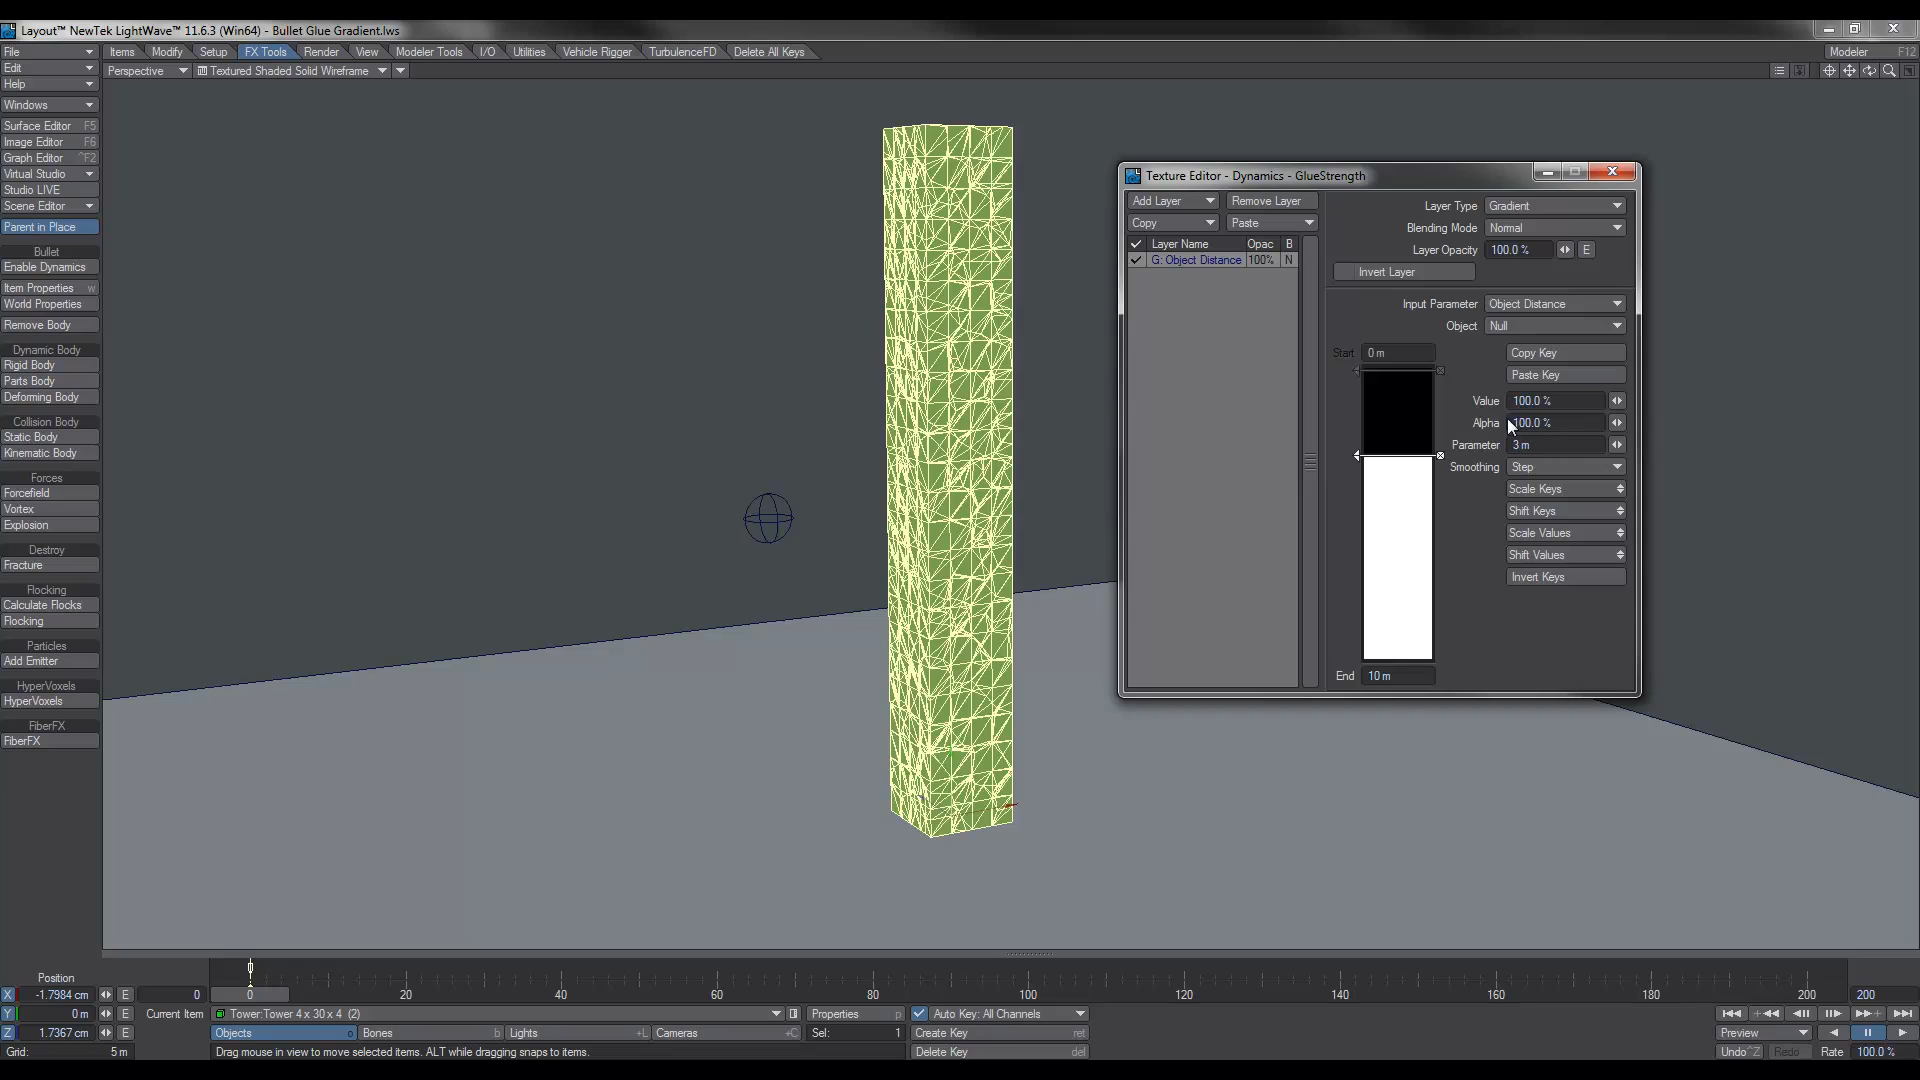 Layout™ NewTek LightWave™ 11.6.3 (Win64) - Bullet Glue Gradient.lws
File Items Modify Setup FX Tools Render View Modeler Tools I/O Utilities Vehicle Rigger TurbulenceFD Delete All Keys Modeler F12
Edit Perspective Textured Shaded Solid Wireframe
Help
Windows
Surface Editor F5
Image Editor F6
Graph Editor ^F2
Virtual Studio
Studio LIVE
Scene Editor
Parent in Place
Bullet
Enable Dynamics
Item Properties w
World Properties
Remove Body
Dynamic Body
Rigid Body
Parts Body
Deforming Body
Collision Body
Static Body
Kinematic Body
Forces
Forcefield
Vortex
Explosion
Destroy
Fracture
Flocking
Calculate Flocks
Flocking
Particles
Add Emitter
HyperVoxels
HyperVoxels
FiberFX
FiberFX
Texture Editor - Dynamics - GlueStrength
Add Layer Remove Layer
Copy Paste
Layer Name Opac B
G: Object Distance 100% N
Layer Type Gradient
Blending Mode Normal
Layer Opacity 100.0 % E
Invert Layer
Input Parameter Object Distance
Object Null
Start 0 m
Copy Key
Paste Key
Value 100.0 %
Alpha 100.0 %
Parameter 3 m
Smoothing Step
Scale Keys
Shift Keys
Scale Values
Shift Values
Invert Keys
End 10 m
Position
X -1.7984 cm E 0 0 20 40 60 80 100 120 140 160 180 200 200
Y 0 m E Current Item Tower:Tower 4 x 30 x 4 (2) Properties p Auto Key: All Channels
Z 1.7367 cm E Objects o Bones b Lights +L Cameras +C Sel: 1 Create Key ret Preview
Grid: 5 m Drag mouse in view to move selected items. ALT while dragging snaps to items. Delete Key del Undo ^Z Redo Rate 100.0 %